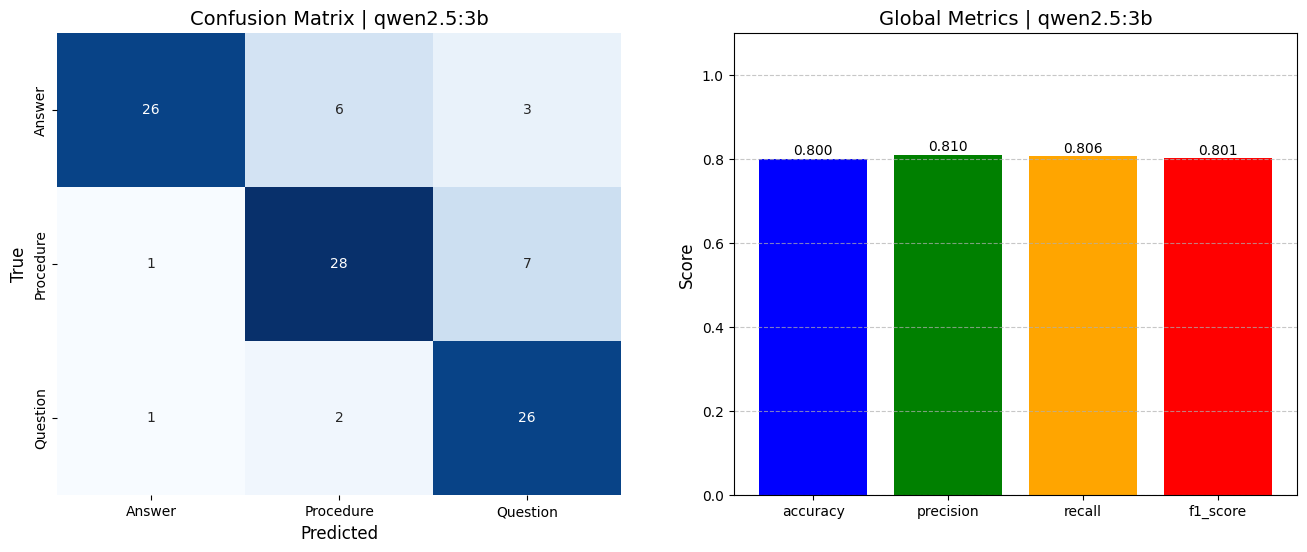 Confusion Matrix | qwen2.5:3b
True
Answer
26 6 3
Procedure
1 28 7
Question
1 2 26
Answer Procedure Question
Predicted
Global Metrics | qwen2.5:3b
Score
1.0
0.8
0.6
0.4
0.2
0.0
0.800 0.810 0.806 0.801
accuracy precision recall f1_score